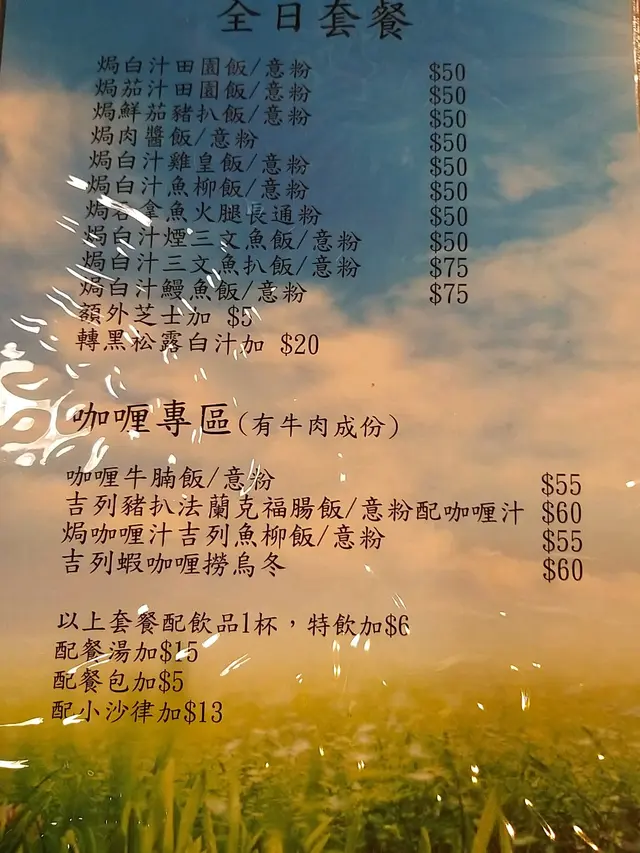 全日套餐
焗白汁田園飯/意粉 $50
焗茄汁田園飯/意粉 $50
焗鮮茄豬扒飯/意粉 $50
焗肉醬飯/意粉 $50
焗白汁雞皇飯/意粉 $50
焗白汁魚柳飯/意粉 $50
焗吞拿魚火腿長通粉 $50
焗白汁煙三文魚飯/意粉 $50
焗白汁三文魚扒飯/意粉 $75
焗白汁鰻魚飯/意粉 $75
額外芝士加 $5
轉黑松露白汁加 $20
咖喱專區(有牛肉成份)
咖喱牛腩飯/意粉 $55
吉列豬扒法蘭克福腸飯/意粉配咖喱汁 $60
焗咖喱汁吉列魚柳飯/意粉 $55
吉列蝦咖喱撈烏冬 $60
以上套餐配飲品1杯，特飲加$6
配餐湯加$15
配餐包加$5
配小沙律加$13